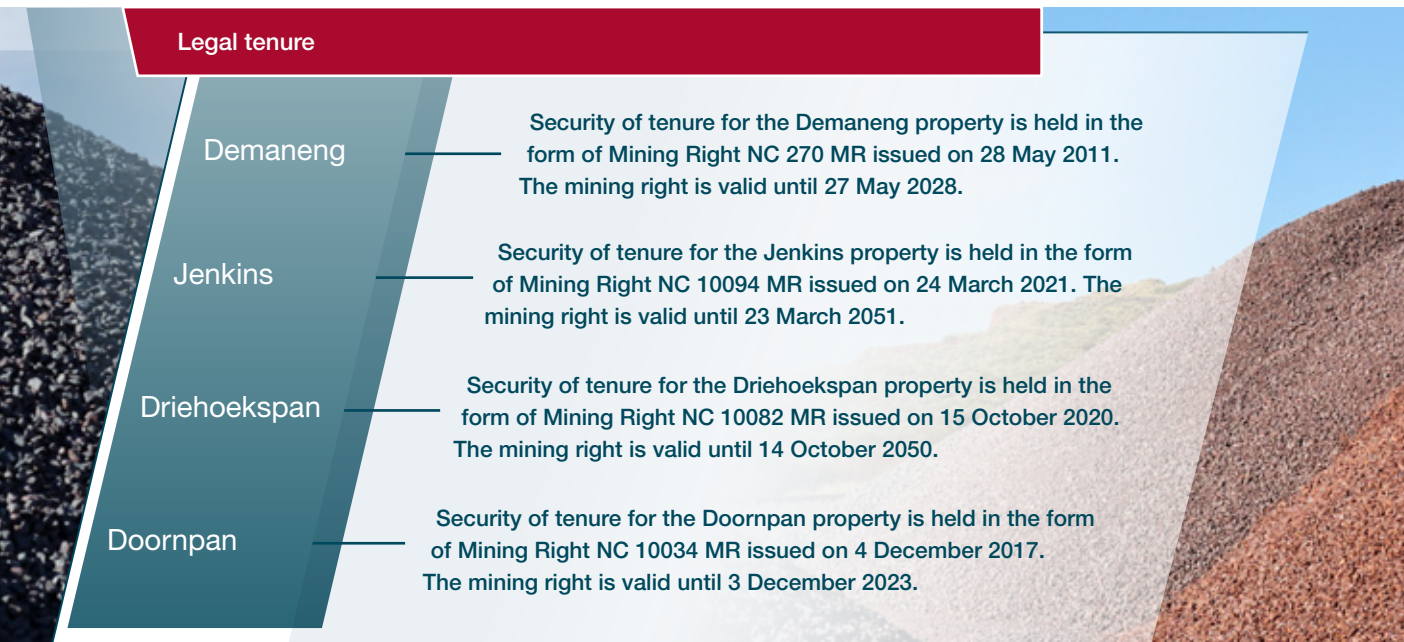 Legal tenure
Demaneng
Security of tenure for the Demaneng property is held in the
form of Mining Right NC 270 MR issued on 28 May 2011.
The mining right is valid until 27 May 2028.
Jenkins
Security of tenure for the Jenkins property is held in the form
of Mining Right NC 10094 MR issued on 24 March 2021. The
mining right is valid until 23 March 2051.
Driehoekspan
Security of tenure for the Driehoekspan property is held in the
form of Mining Right NC 10082 MR issued on 15 October 2020.
The mining right is valid until 14 October 2050.
Doornpan
Security of tenure for the Doornpan property is held in the form
of Mining Right NC 10034 MR issued on 4 December 2017.
The mining right is valid until 3 December 2023.